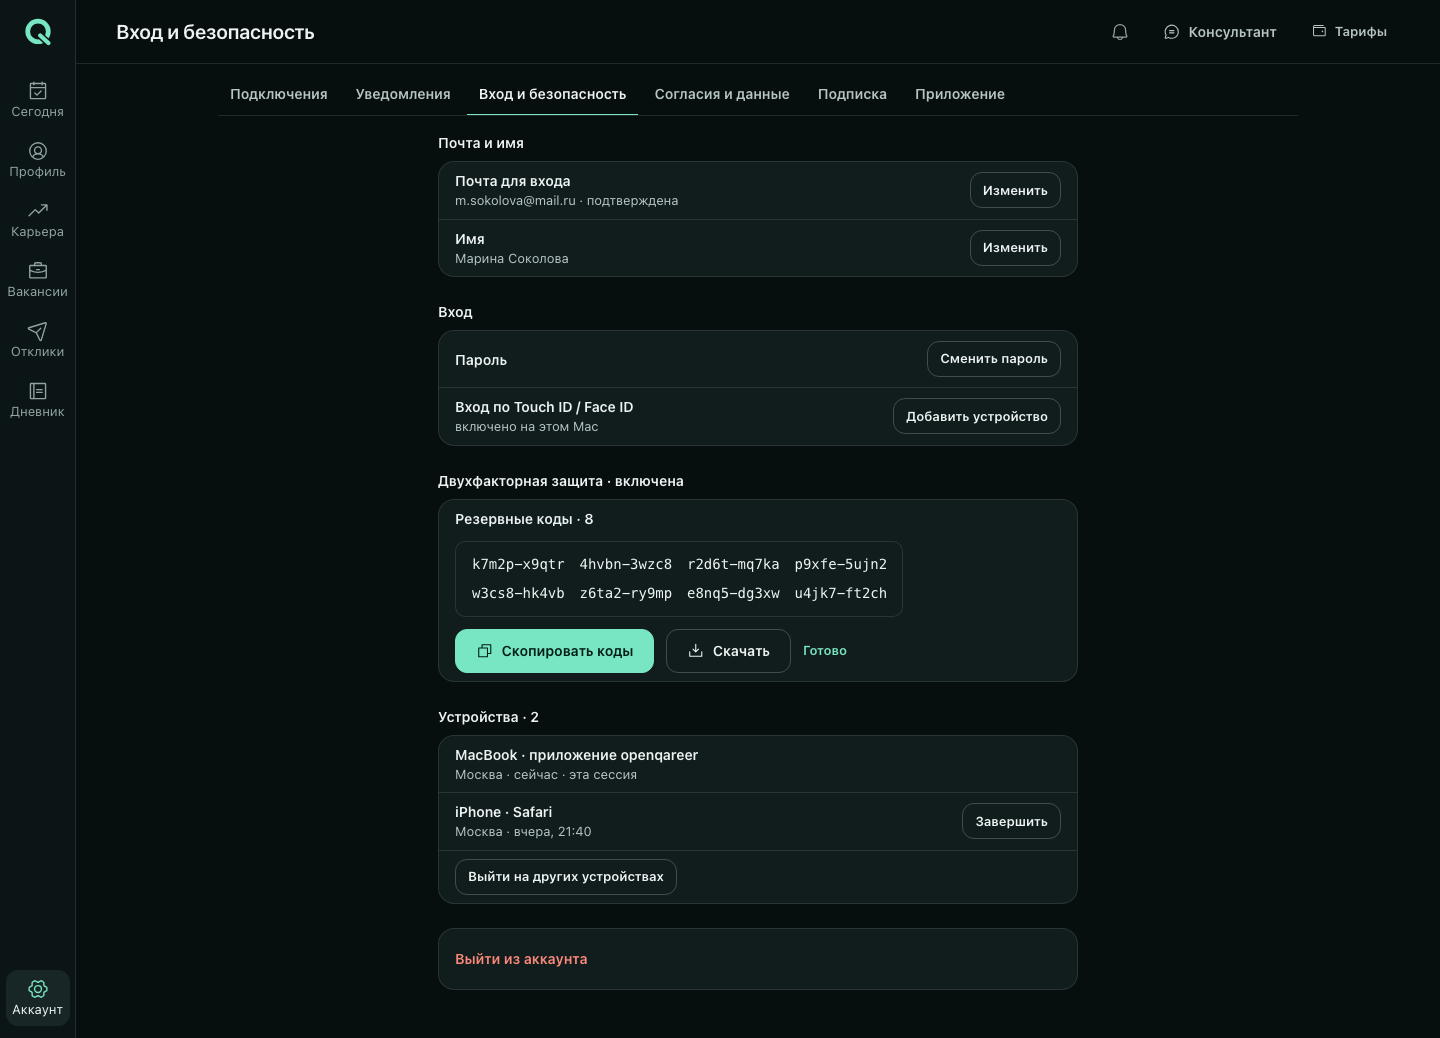 Вход и безопасность
Консультант
Тарифы
Сегодня
Профиль
Карьера
Вакансии
Отклики
Дневник
Аккаунт
Подключения Уведомления Вход и безопасность Согласия и данные Подписка Приложение
Почта и имя
Почта для входа
m.sokolova@mail.ru · подтверждена
Изменить
Имя
Марина Соколова
Изменить
Вход
Пароль
Сменить пароль
Вход по Touch ID / Face ID
включено на этом Mac
Добавить устройство
Двухфакторная защита · включена
Резервные коды · 8
k7m2p-x9qtr 4hvbn-3wzc8 r2d6t-mq7ka p9xfe-5ujn2
w3cs8-hk4vb z6ta2-ry9mp e8nq5-dg3xw u4jk7-ft2ch
Скопировать коды
Скачать
Готово
Устройства · 2
MacBook · приложение openqareer
Москва · сейчас · эта сессия
iPhone · Safari
Москва · вчера, 21:40
Завершить
Выйти на других устройствах
Выйти из аккаунта